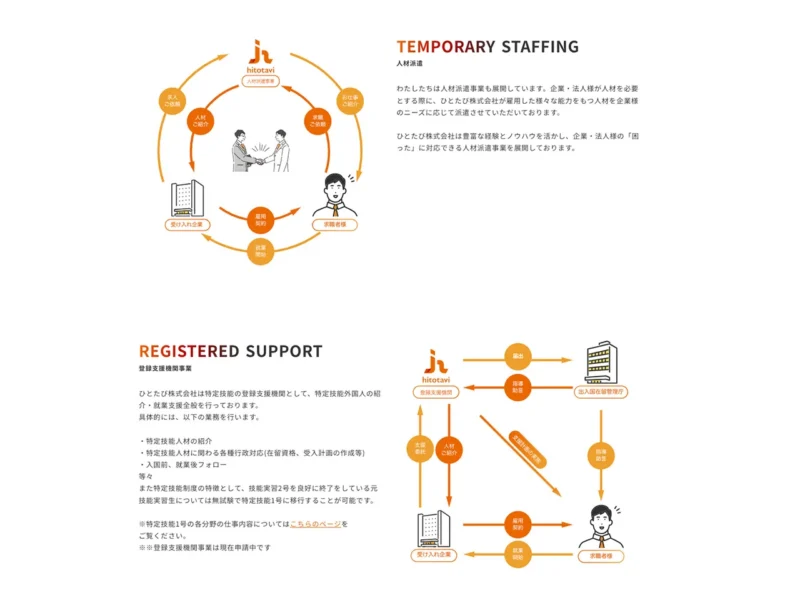 TEMPORARY STAFFING
人材派遣
わたしたちは人材派遣事業も展開しています。企業・法人様が人材を必要
とする際に、ひとたび株式会社が雇用した様々な能力をもつ人材を企業様
のニーズに応じて派遣させていただいております。
ひとたび株式会社は豊富な経験とノウハウを活かし、企業・法人様の「困
った」に対応できる人材派遣事業を展開しております。
hitotavi
人材派遣事業
求人
ご依頼
お仕事
ご紹介
人材
ご紹介
求職
ご依頼
受け入れ企業
求職者様
雇用
契約
就業
開始
REGISTERED SUPPORT
登録支援機関事業
ひとたび株式会社は特定技能の登録支援機関として、特定技能外国人の紹
介・就業支援全般を行っております。
具体的には、以下の業務を行います。
・特定技能人材の紹介
・特定技能人材に関わる各種行政対応(在留資格、受入計画の作成等)
・入国前、就業後フォロー
等々
また特定技能制度の特徴として、技能実習2号を良好に終了をしている元
技能実習生については無試験で特定技能1号に移行することが可能です。
※特定技能1号の各分野の仕事内容についてはこちらのページを
ご覧ください。
※※登録支援機関事業は現在申請中です
hitotavi
登録支援機関
届出
指導
助言
出入国在留管理庁
支援
委託
人材
ご紹介
支援計画の実施
指導
助言
受け入れ企業
雇用
契約
就業
開始
求職者様